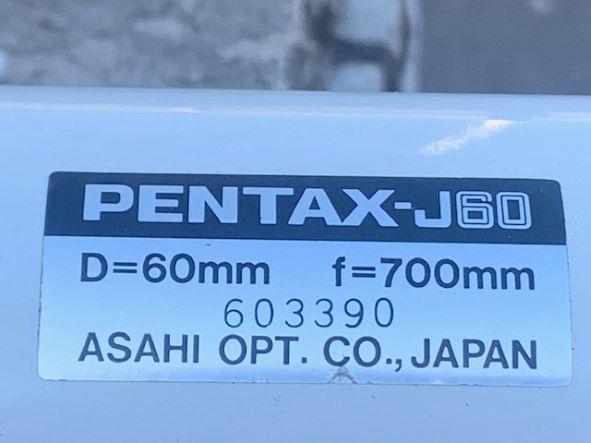 PENTAX-J60
D=60mm f=700mm
603390
ASAHI OPT. CO., JAPAN